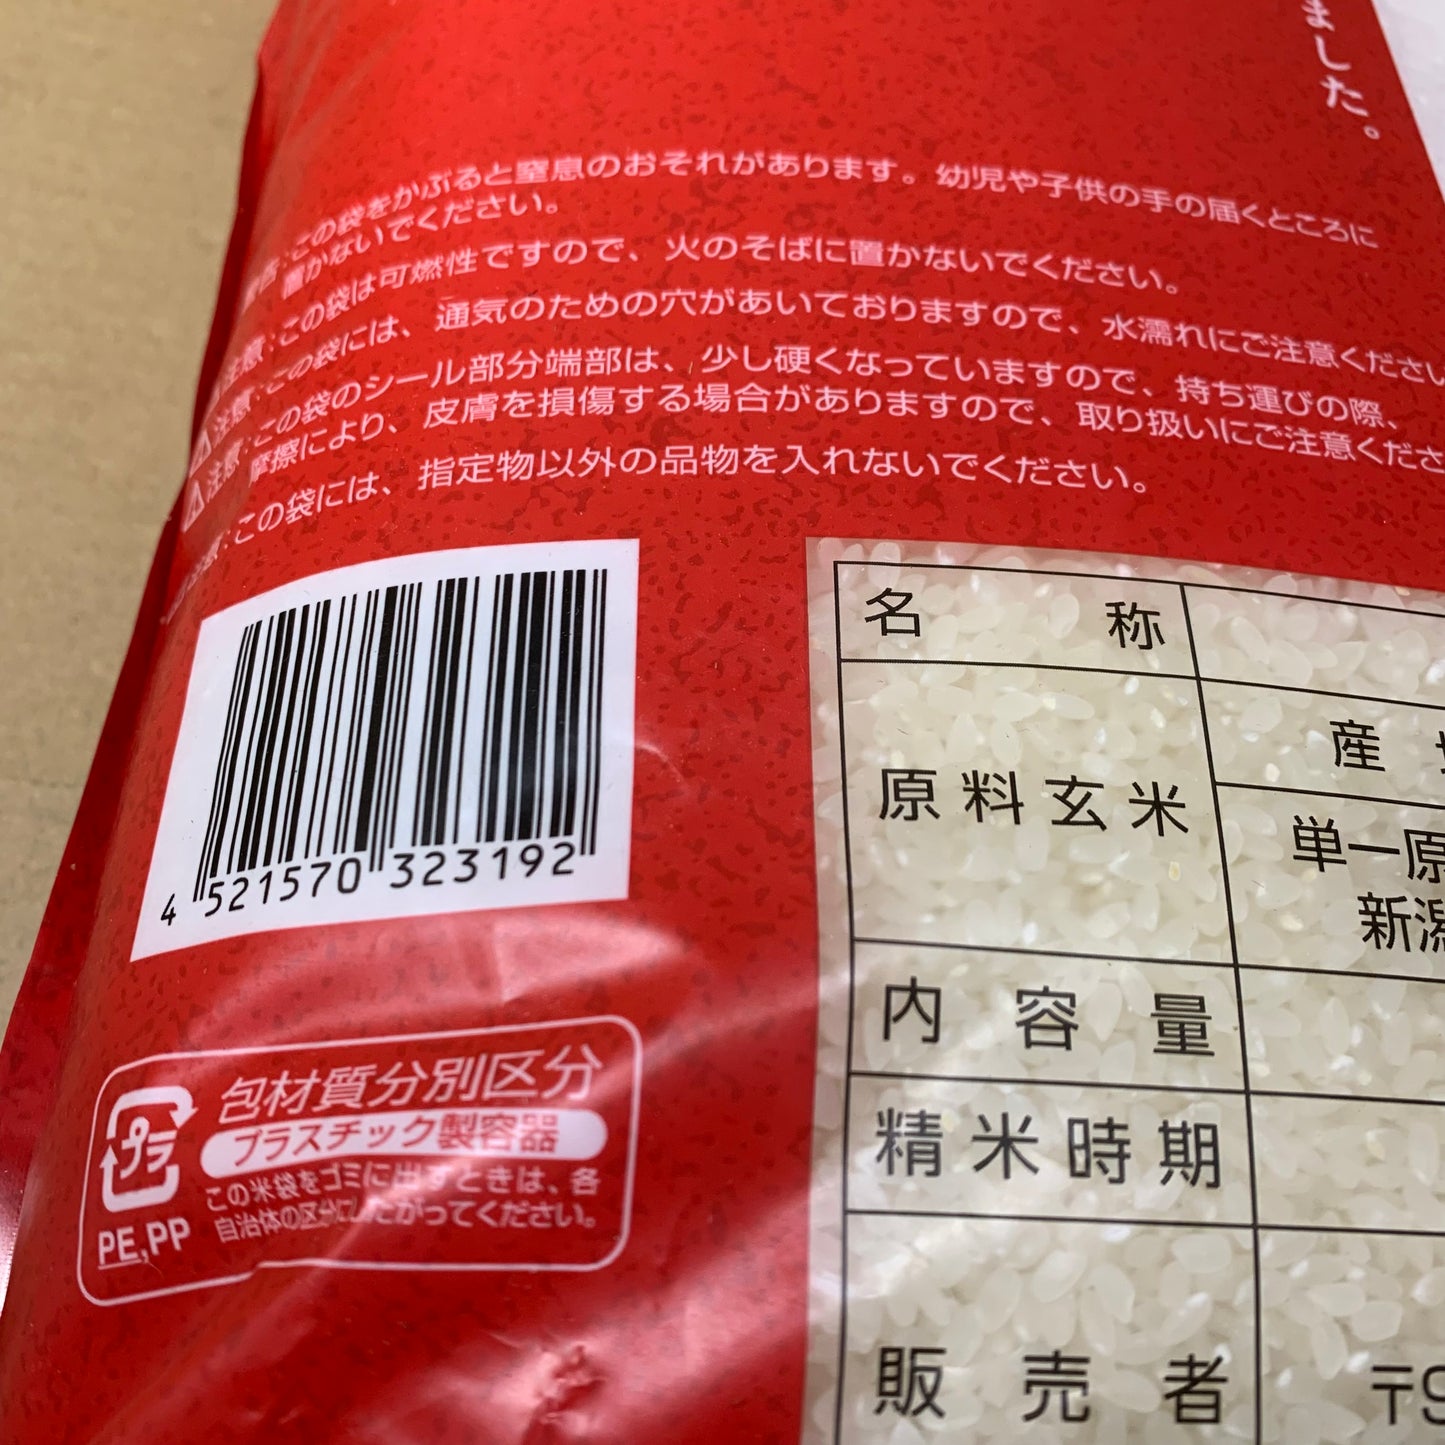 ました。
この袋をかぶると窒息のおそれがあります。幼児や子供の手の届くところに
置かないでください。
注意:この袋は可燃性ですので、火のそばに置かないでください。
注意:この袋には、通気のための穴があいておりますので、水濡れにご注意ください
注意:この袋のシール部分端部は、少し硬くなっていますので、持ち運びの際、
摩擦により、皮膚を損傷する場合がありますので、取り扱いにご注意くださ
注意:この袋には、指定物以外の品物を入れないでください。
4 521570 323192
名称
原料玄米
産
単一原
新潟
内容量
精米時期
販売者
〒9
プラ
PE,PP
包材質分別区分
プラスチック製容器
この米袋をゴミに出すときは、各
自治体の区分にしたがってください。